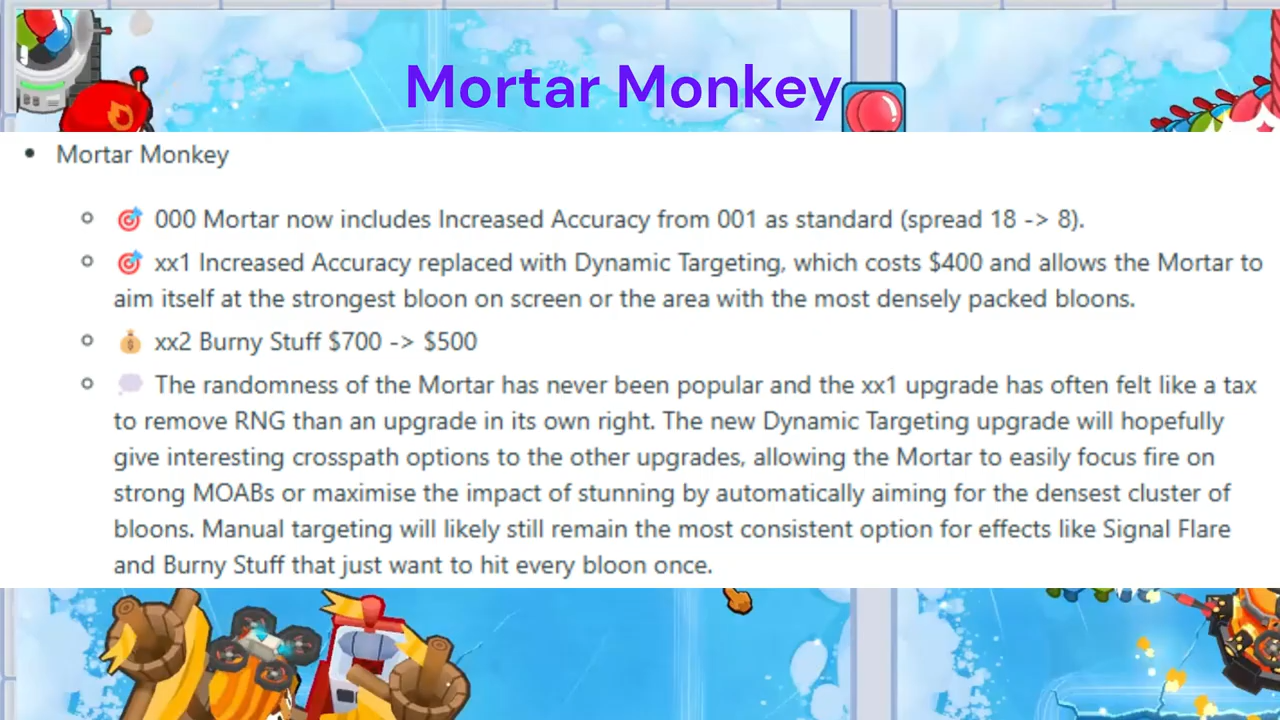 Mortar Monkey
• Mortar Monkey
○ 🎯 000 Mortar now includes Increased Accuracy from 001 as standard (spread 18 -> 8).
○ 🎯 xx1 Increased Accuracy replaced with Dynamic Targeting, which costs $400 and allows the Mortar to
aim itself at the strongest bloon on screen or the area with the most densely packed bloons.
○ 💰 xx2 Burny Stuff $700 -> $500
○ 💭 The randomness of the Mortar has never been popular and the xx1 upgrade has often felt like a tax
to remove RNG than an upgrade in its own right. The new Dynamic Targeting upgrade will hopefully
give interesting crosspath options to the other upgrades, allowing the Mortar to easily focus fire on
strong MOABs or maximise the impact of stunning by automatically aiming for the densest cluster of
bloons. Manual targeting will likely still remain the most consistent option for effects like Signal Flare
and Burny Stuff that just want to hit every bloon once.